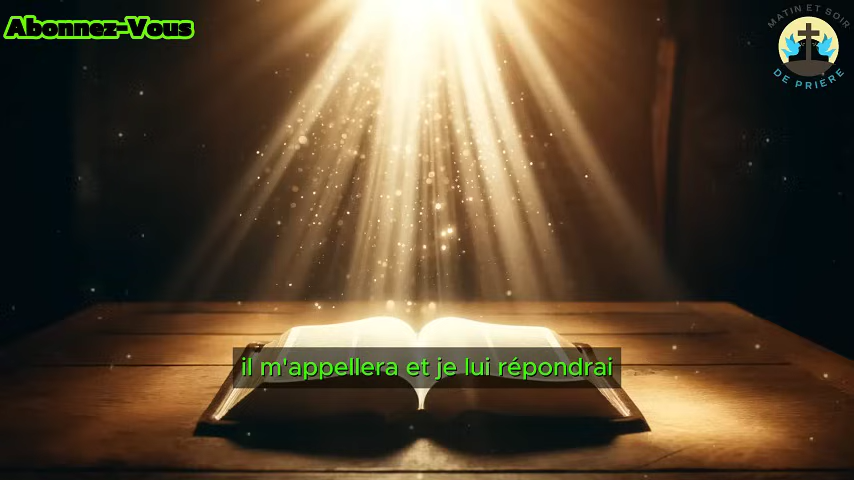 Abonnez-Vous
MATIN ET SOIR
DE PRIÈRE
il m'appellera et je lui répondrai